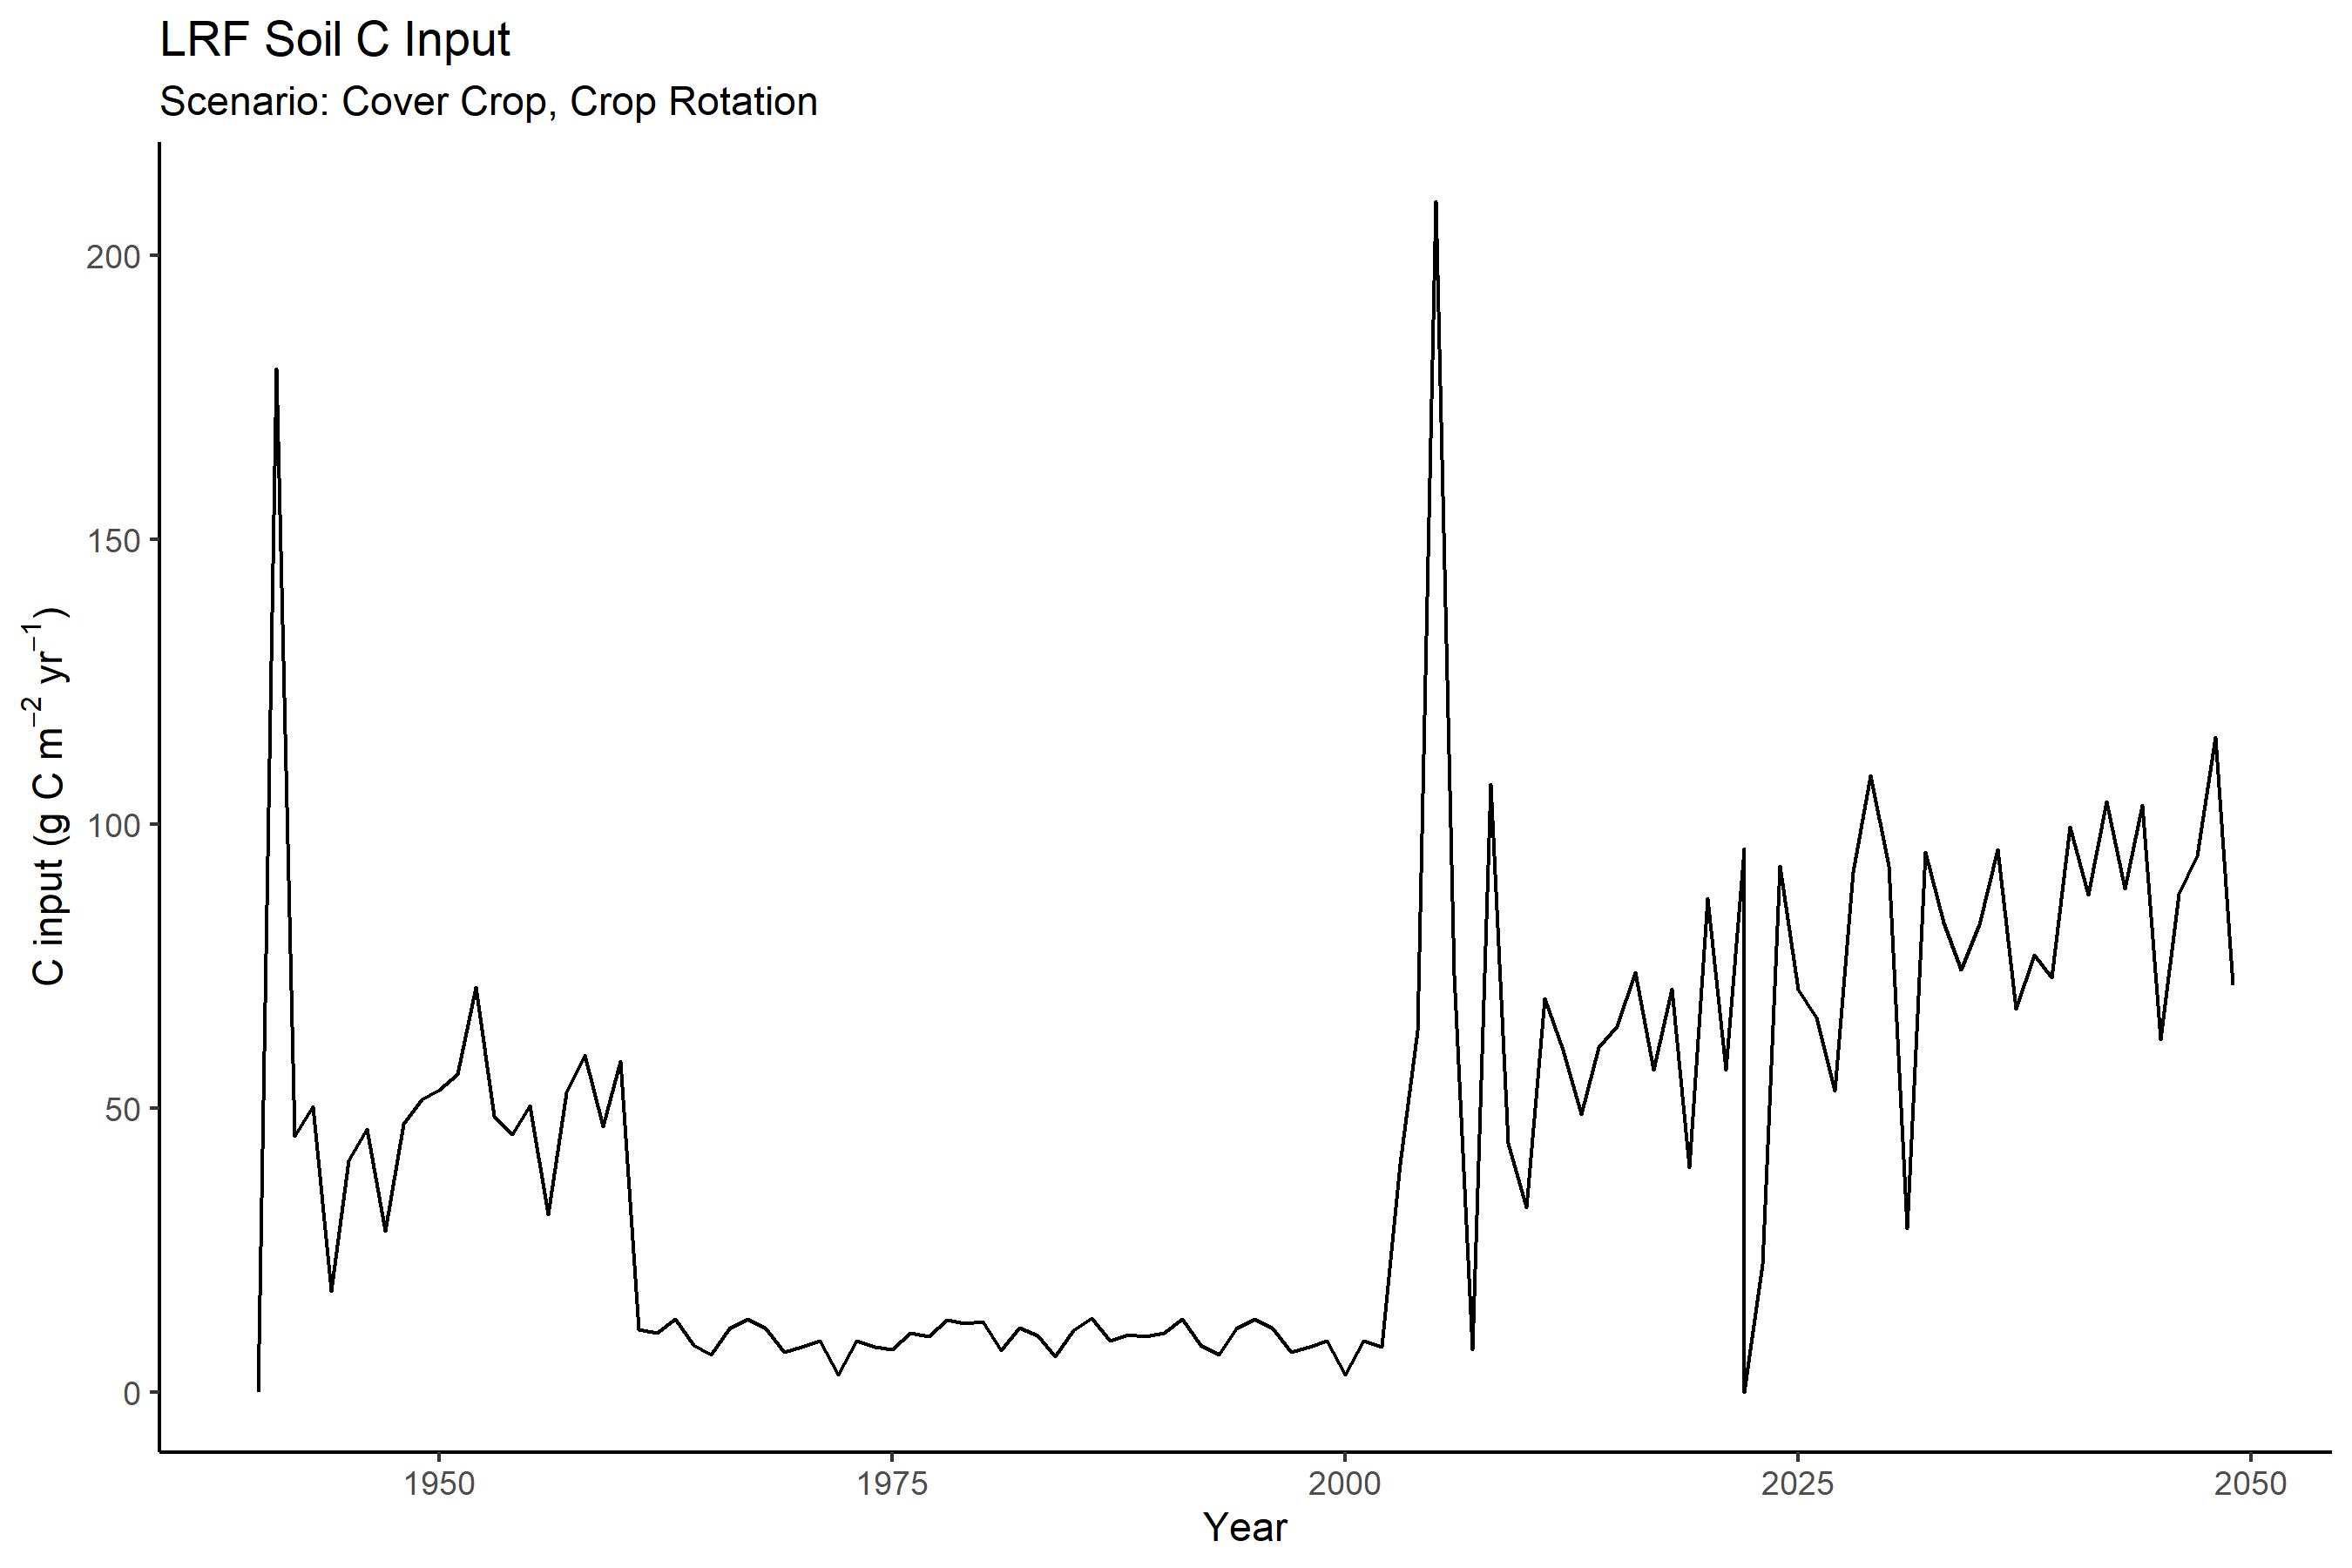 LRF Soil C Input
Scenario: Cover Crop, Crop Rotation
200
150
100
50
0
C input (g C m⁻² yr⁻¹)
1950 1975 2000 2025 2050
Year